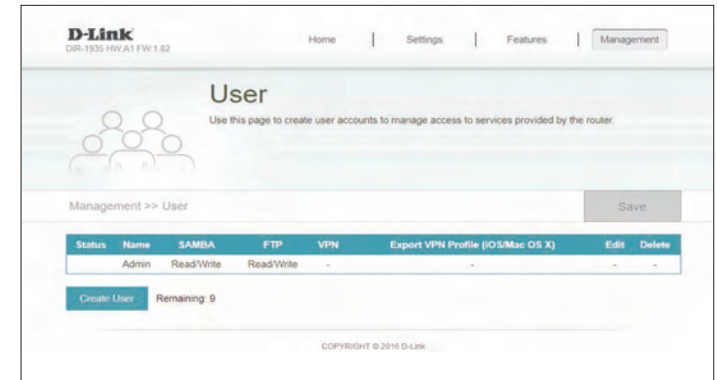 D-Link
DIR-1935 HW:A1 FW:1.02
Home | Settings | Features | Management
User
Use this page to create user accounts to manage access to services provided by the router.
Management >> User
Save
Status Name SAMBA FTP VPN Export VPN Profile (iOS/Mac OS X) Edit Delete
Admin Read/Write Read/Write - - - -
Create User Remaining: 9
COPYRIGHT © 2016 D-Link